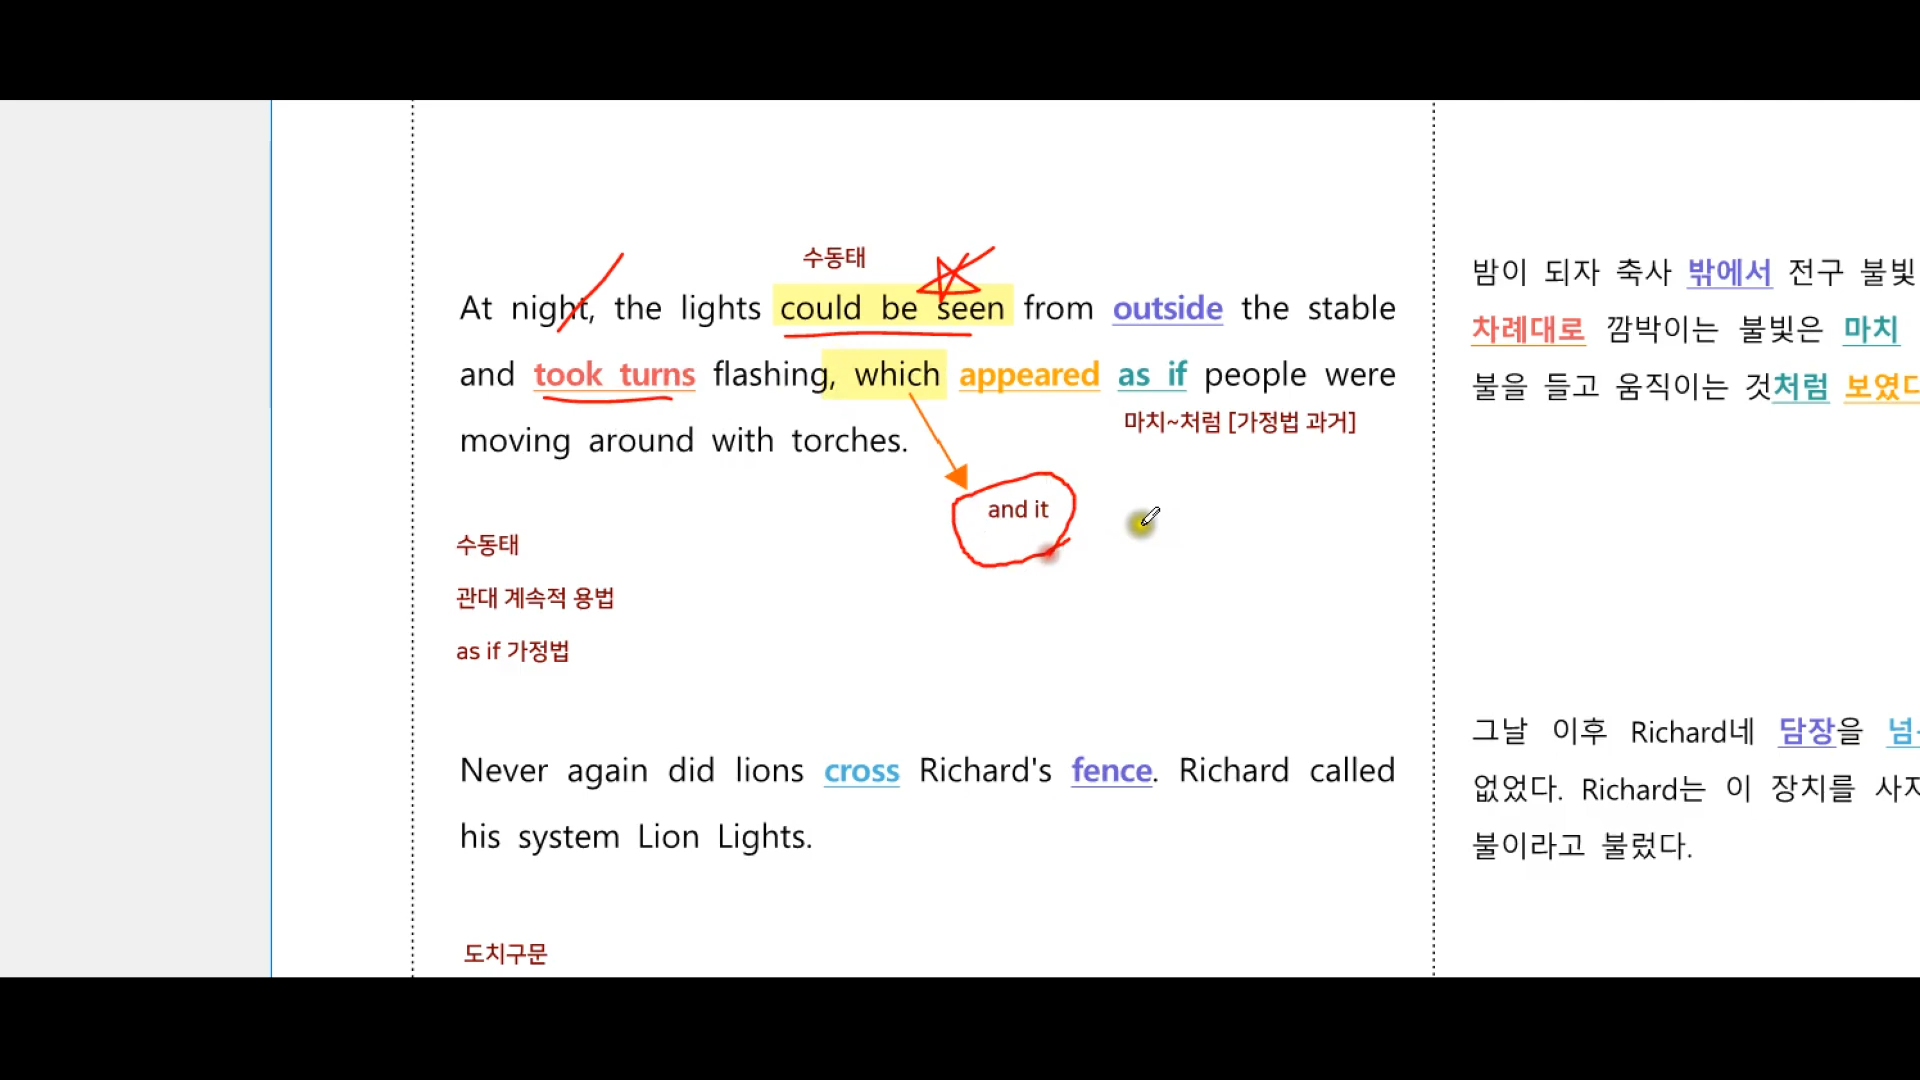 수동태
At night, the lights could be seen from outside the stable
and took turns flashing, which appeared as if people were
마치~처럼 [가정법 과거]
moving around with torches.
and it
수동태
관대 계속적 용법
as if 가정법
Never again did lions cross Richard's fence. Richard called
his system Lion Lights.
도치구문
밤이 되자 축사 밖에서 전구 불빛
차례대로 깜박이는 불빛은 마치
불을 들고 움직이는 것처럼 보였다
그날 이후 Richard네 담장을
없었다. Richard는 이 장치를
불이라고 불렀다.